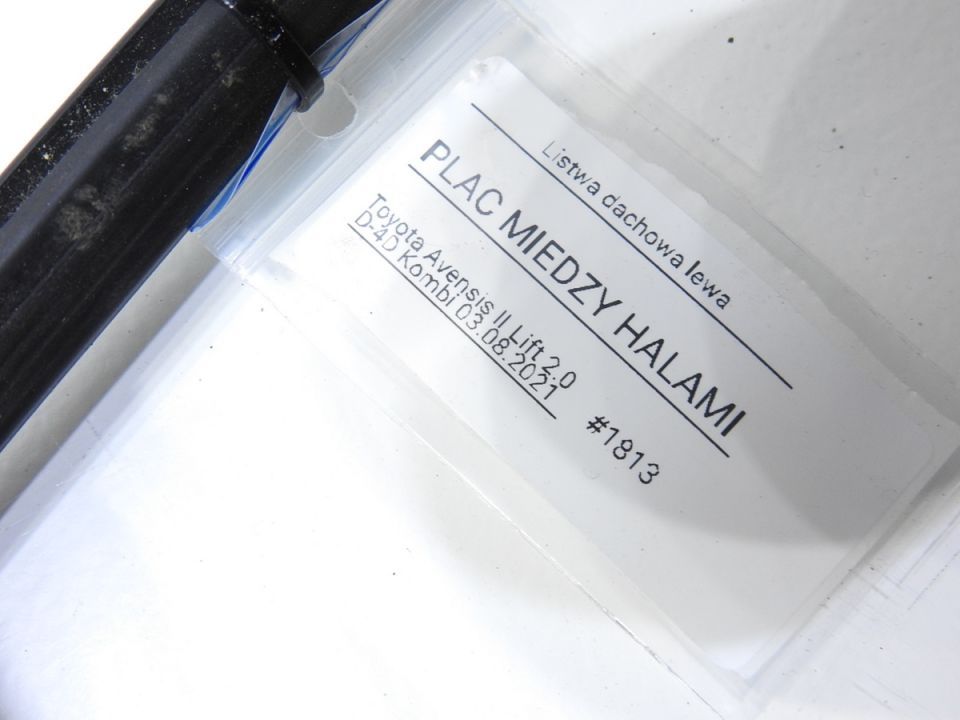 Listwa dachowa lewa
PLAC MIEDZY HALAMI
Toyota Avensis II Lift 2.0
D-4D Kombi 03.08.2021
#1813